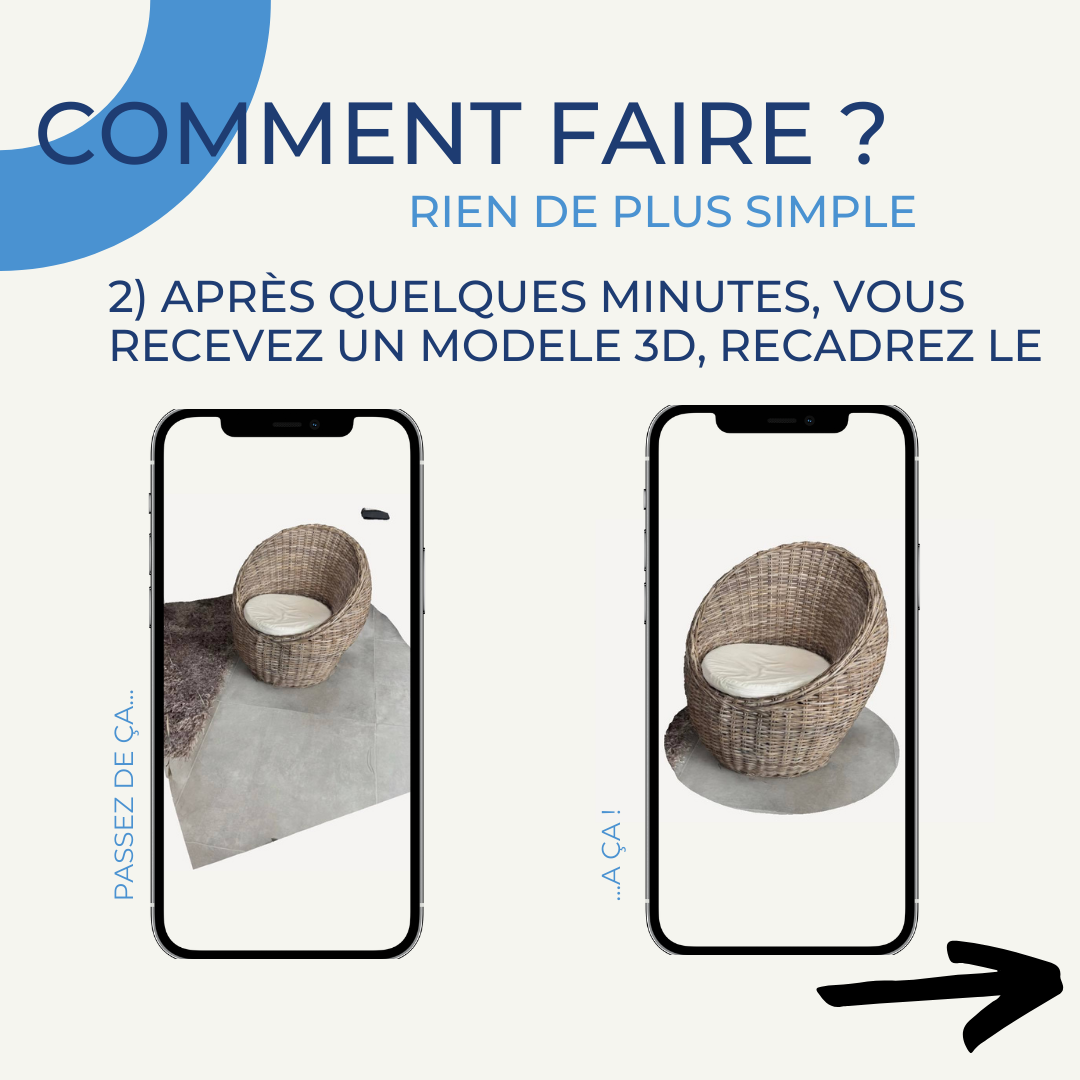 COMMENT FAIRE ?
RIEN DE PLUS SIMPLE
2) APRÈS QUELQUES MINUTES, VOUS
RECEVEZ UN MODELE 3D, RECADREZ LE
PASSEZ DE ÇA...
...A ÇA !